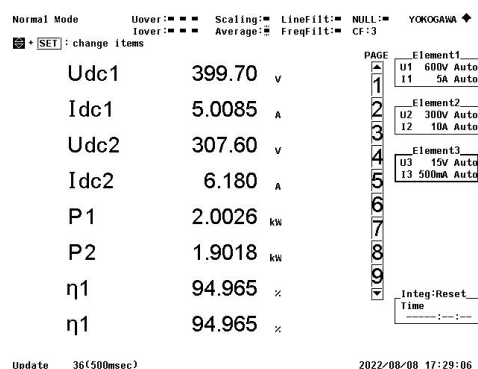 Normal Mode Uover: Scaling: LineFilt: NULL: YOKOGAWA
Iover: Average: FreqFilt: CF:3
+ SET : change items
PAGE
Udc1 399.70 V
Idc1 5.0085 A
Udc2 307.60 V
Idc2 6.180 A
P1 2.0026 kW
P2 1.9018 kW
η1 94.965 %
η1 94.965 %
1
2
3
4
5
6
7
8
9
Element1
U1 600V Auto
I1 5A Auto
Element2
U2 300V Auto
I2 10A Auto
Element3
U3 15V Auto
I3 500mA Auto
Integ:Reset
Time
-----:--:--
Update 36(500msec) 2022/08/08 17:29:06